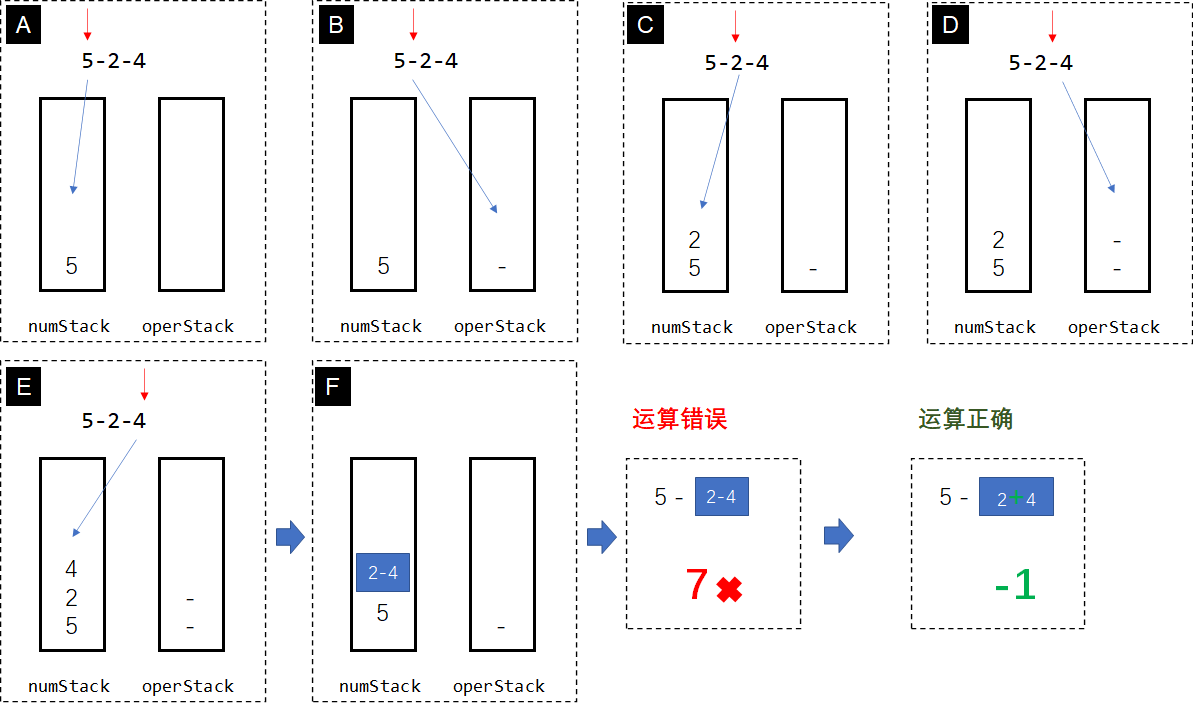 A
5-2-4
5
numStack operStack
B
5-2-4
5 -
numStack operStack
C
5-2-4
2
5 -
numStack operStack
D
5-2-4
2 -
5 -
numStack operStack
E
5-2-4
4
2 -
5 -
numStack operStack
F
2-4
5 -
numStack operStack
运算错误
5 - 2-4
7
运算正确
5 - 2+4
-1